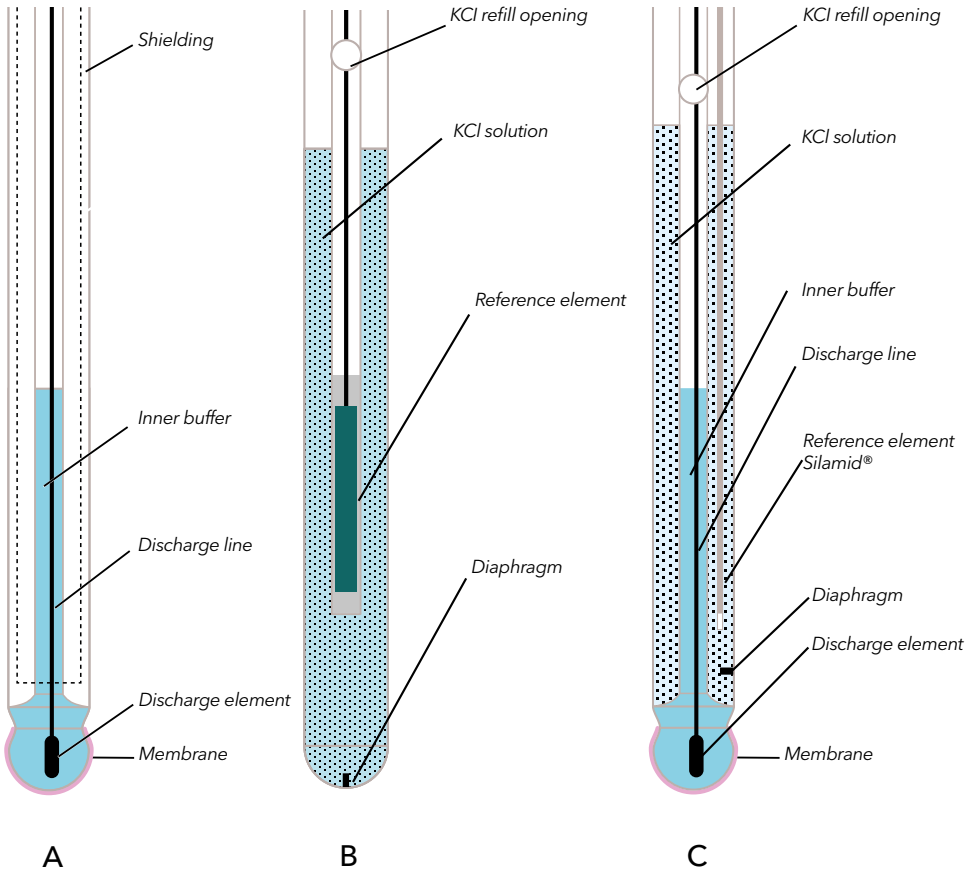 Shielding
Inner buffer
Discharge line
Discharge element
Membrane
A
KCl refill opening
KCl solution
Reference element
Diaphragm
B
KCl refill opening
KCl solution
Inner buffer
Discharge line
Reference element
Silamid®
Diaphragm
Discharge element
Membrane
C